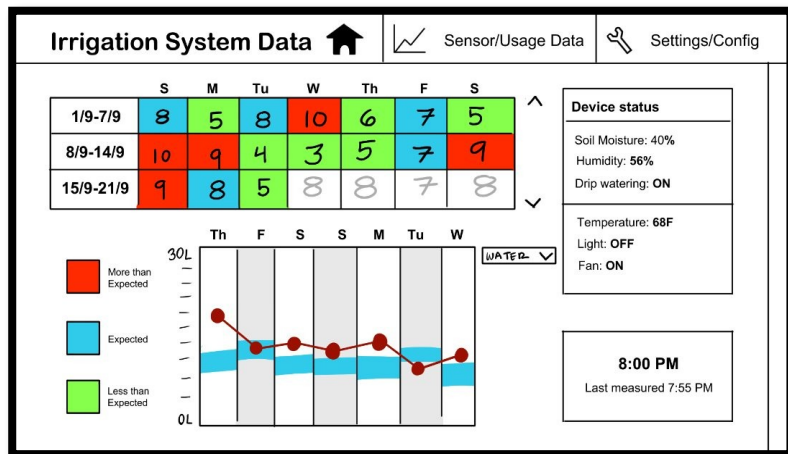 Irrigation System Data Sensor/Usage Data Settings/Config
S M Tu W Th F S
1/9-7/9 8 5 8 10 6 7 5
8/9-14/9 10 9 4 3 5 7 9
15/9-21/9 9 8 5 8 8 7 8
Device status
Soil Moisture: 40%
Humidity: 56%
Drip watering: ON
Temperature: 68F
Light: OFF
Fan: ON
Th F S S M Tu W
30L
0L
WATER
More than
Expected
Expected
Less than
Expected
8:00 PM
Last measured 7:55 PM